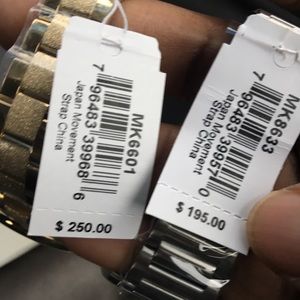 MK6601
7 96483 39968 6
Japan Movement
Strap China
$ 250.00
MK8633
7 96483 39957 0
Japan Movement
Strap China
$ 195.00